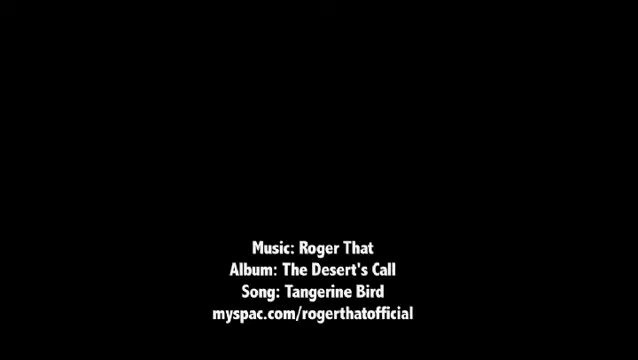 Music: Roger That
Album: The Desert's Call
Song: Tangerine Bird
myspac.com/rogerthatofficial